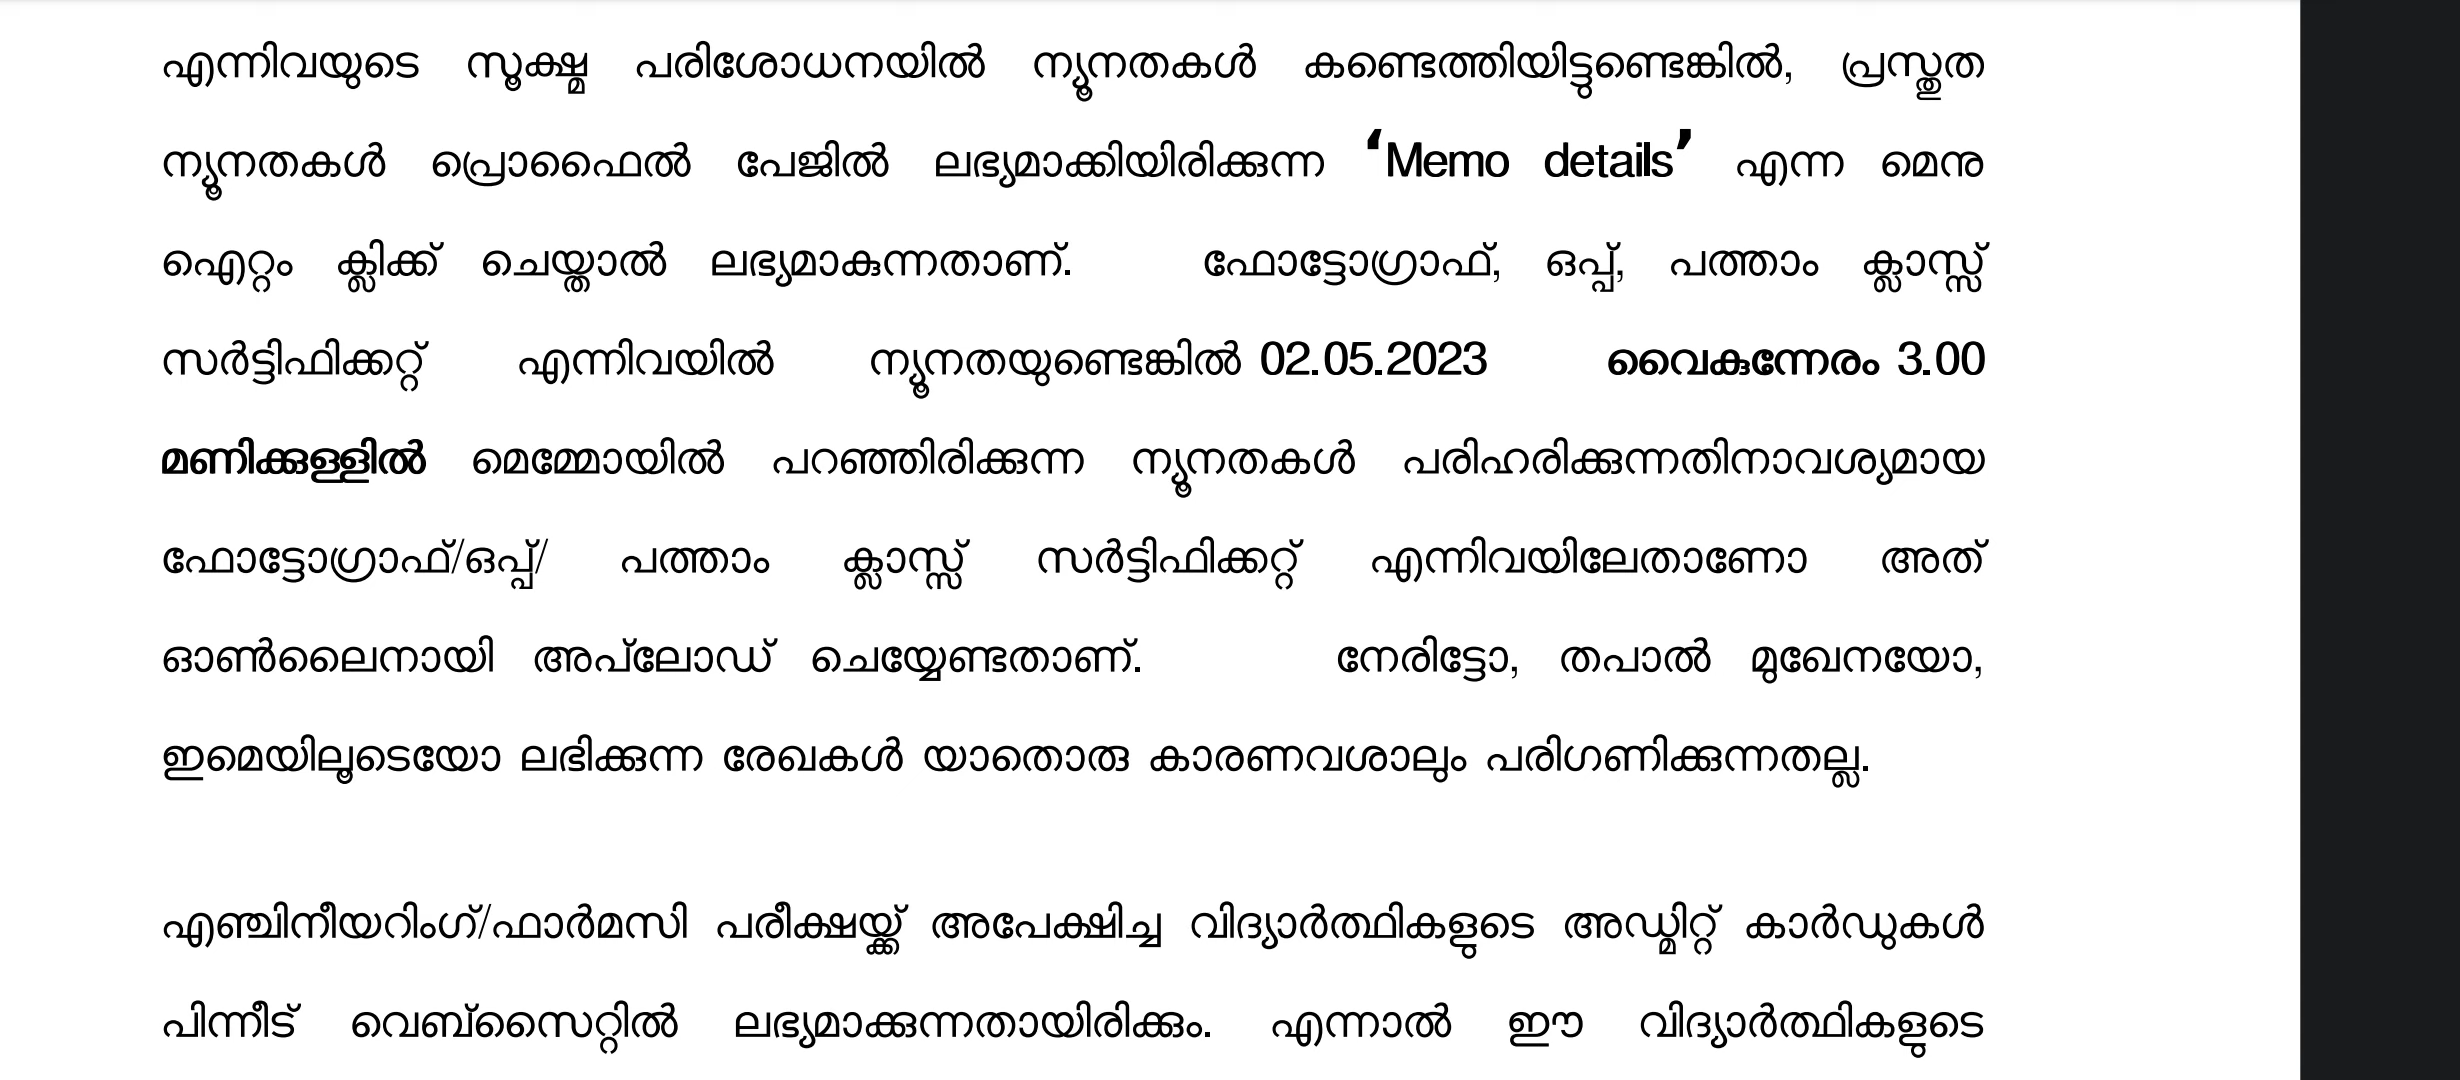 എന്നിവയുടെ സൂക്ഷ്മ പരിശോധനയിൽ ന്യൂനതകൾ കണ്ടെത്തിയിട്ടുണ്ടെങ്കിൽ, പ്രസ്തുത
ന്യൂനതകൾ പ്രൊഫൈൽ പേജിൽ ലഭ്യമാക്കിയിരിക്കുന്ന ‘Memo details’ എന്ന മെനു
ഐറ്റം ക്ലിക്ക് ചെയ്താൽ ലഭ്യമാകുന്നതാണ്. ഫോട്ടോഗ്രാഫ്, ഒപ്പ്, പത്താം ക്ലാസ്സ്
സർട്ടിഫിക്കറ്റ് എന്നിവയിൽ ന്യൂനതയുണ്ടെങ്കിൽ 02.05.2023 വൈകുന്നേരം 3.00
മണിക്കുള്ളിൽ മെമ്മോയിൽ പറഞ്ഞിരിക്കുന്ന ന്യൂനതകൾ പരിഹരിക്കുന്നതിനാവശ്യമായ
ഫോട്ടോഗ്രാഫ്/ഒപ്പ്/ പത്താം ക്ലാസ്സ് സർട്ടിഫിക്കറ്റ് എന്നിവയിലേതാണോ അത്
ഓൺലൈനായി അപ്‌ലോഡ് ചെയ്യേണ്ടതാണ്. നേരിട്ടോ, തപാൽ മുഖേനയോ,
ഇമെയിലൂടെയോ ലഭിക്കുന്ന രേഖകൾ യാതൊരു കാരണവശാലും പരിഗണിക്കുന്നതല്ല.
എഞ്ചിനീയറിംഗ്/ഫാർമസി പരീക്ഷയ്ക്ക് അപേക്ഷിച്ച വിദ്യാർത്ഥികളുടെ അഡ്മിറ്റ് കാർഡുകൾ
പിന്നീട് വെബ്സൈറ്റിൽ ലഭ്യമാക്കുന്നതായിരിക്കും. എന്നാൽ ഈ വിദ്യാർത്ഥികളുടെ